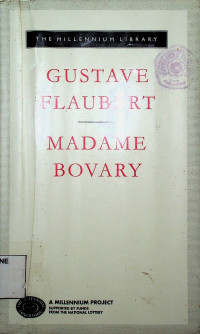 THE MILLENNIUM LIBRARY
GUSTAVE
FLAUBERT
MADAME
BOVARY
NE
A MILLENNIUM PROJECT
SUPPORTED BY FUNDS
FROM THE NATIONAL LOTTERY